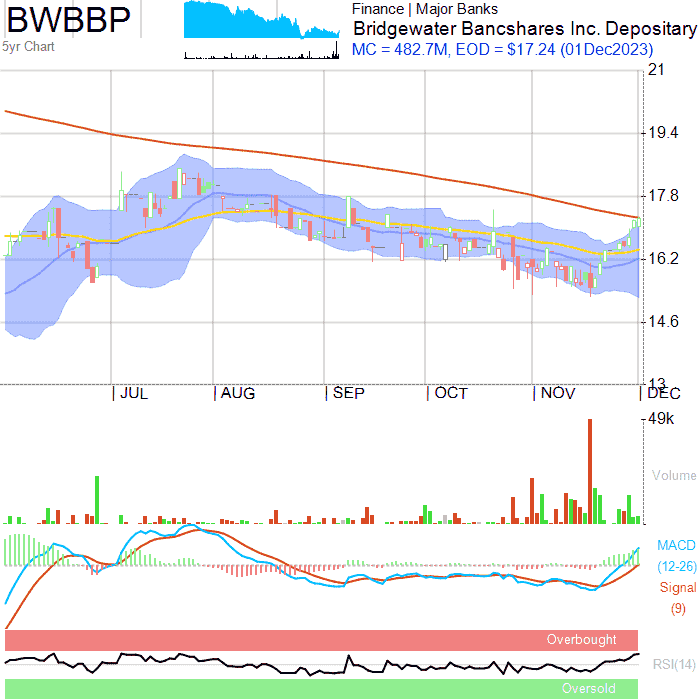 BWBBP
5yr Chart
Finance | Major Banks
Bridgewater Bancshares Inc. Depositary
MC = 482.7M, EOD = $17.24 (01Dec2023)
21
19.4
17.8
16.2
14.6
13
| JUL | AUG | SEP | OCT | NOV | DEC
49k
Volume
MACD
(12-26)
Signal
(9)
Overbought
RSI(14)
Oversold